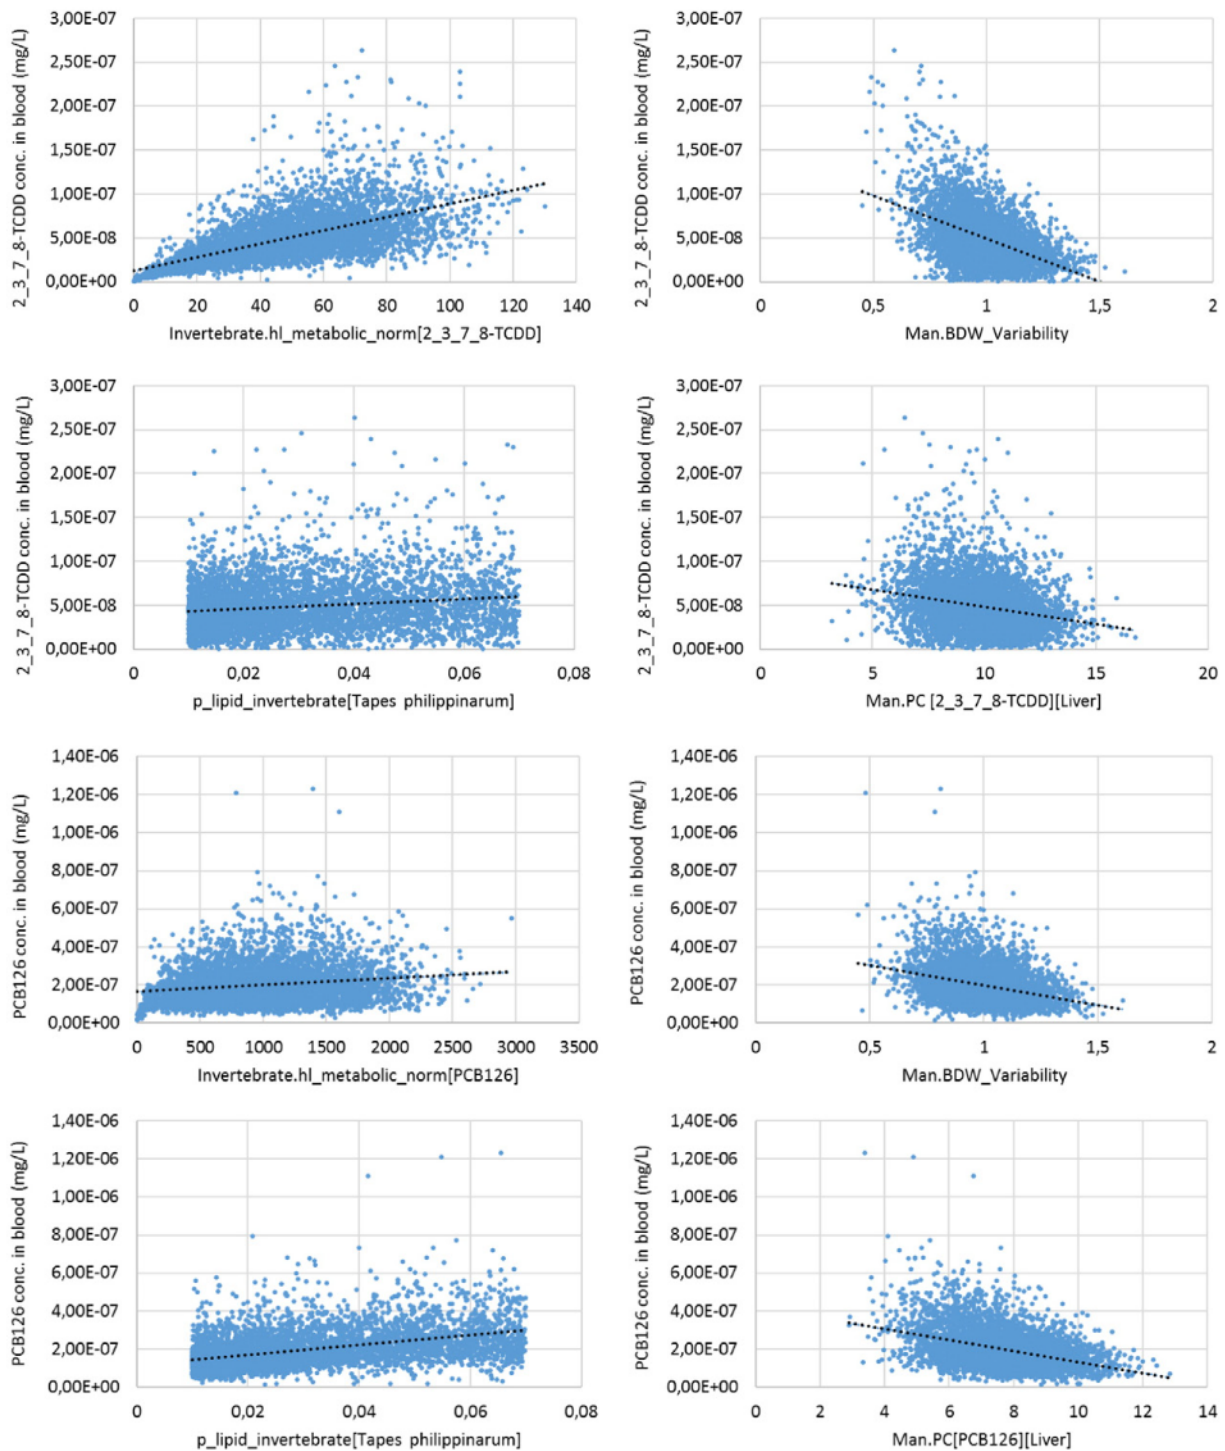 2_3_7_8-TCDD conc. in blood (mg/L)
3,00E-07
2,50E-07
2,00E-07
1,50E-07
1,00E-07
5,00E-08
0,00E+00
0 20 40 60 80 100 120 140
Invertebrate.hl_metabolic_norm[2_3_7_8-TCDD]
2_3_7_8-TCDD conc. in blood (mg/L)
3,00E-07
2,50E-07
2,00E-07
1,50E-07
1,00E-07
5,00E-08
0,00E+00
0 0,5 1 1,5 2
Man.BDW_Variability
2_3_7_8-TCDD conc. in blood (mg/L)
3,00E-07
2,50E-07
2,00E-07
1,50E-07
1,00E-07
5,00E-08
0,00E+00
0 0,02 0,04 0,06 0,08
p_lipid_invertebrate[Tapes philippinarum]
2_3_7_8-TCDD conc. in blood (mg/L)
3,00E-07
2,50E-07
2,00E-07
1,50E-07
1,00E-07
5,00E-08
0,00E+00
0 5 10 15 20
Man.PC [2_3_7_8-TCDD][Liver]
PCB126 conc. in blood (mg/L)
1,40E-06
1,20E-06
1,00E-06
8,00E-07
6,00E-07
4,00E-07
2,00E-07
0,00E+00
0 500 1000 1500 2000 2500 3000 3500
Invertebrate.hl_metabolic_norm[PCB126]
PCB126 conc. in blood (mg/L)
1,40E-06
1,20E-06
1,00E-06
8,00E-07
6,00E-07
4,00E-07
2,00E-07
0,00E+00
0 0,5 1 1,5 2
Man.BDW_Variability
PCB126 conc. in blood (mg/L)
1,40E-06
1,20E-06
1,00E-06
8,00E-07
6,00E-07
4,00E-07
2,00E-07
0,00E+00
0 0,02 0,04 0,06 0,08
p_lipid_invertebrate[Tapes philippinarum]
PCB126 conc. in blood (mg/L)
1,40E-06
1,20E-06
1,00E-06
8,00E-07
6,00E-07
4,00E-07
2,00E-07
0,00E+00
0 2 4 6 8 10 12 14
Man.PC[PCB126][Liver]